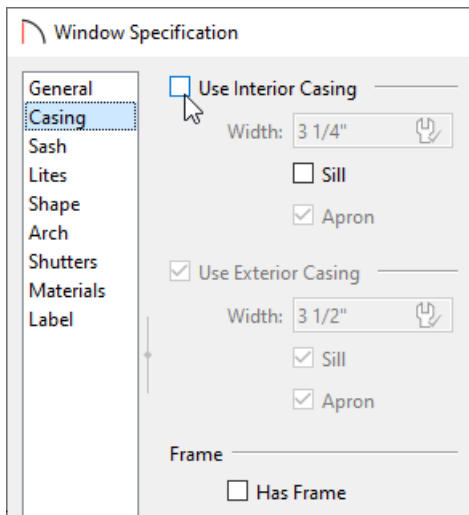 Window Specification
General
Casing
Sash
Lites
Shape
Arch
Shutters
Materials
Label
Use Interior Casing
Width: 3 1/4"
Sill
Apron
Use Exterior Casing
Width: 3 1/2"
Sill
Apron
Frame
Has Frame